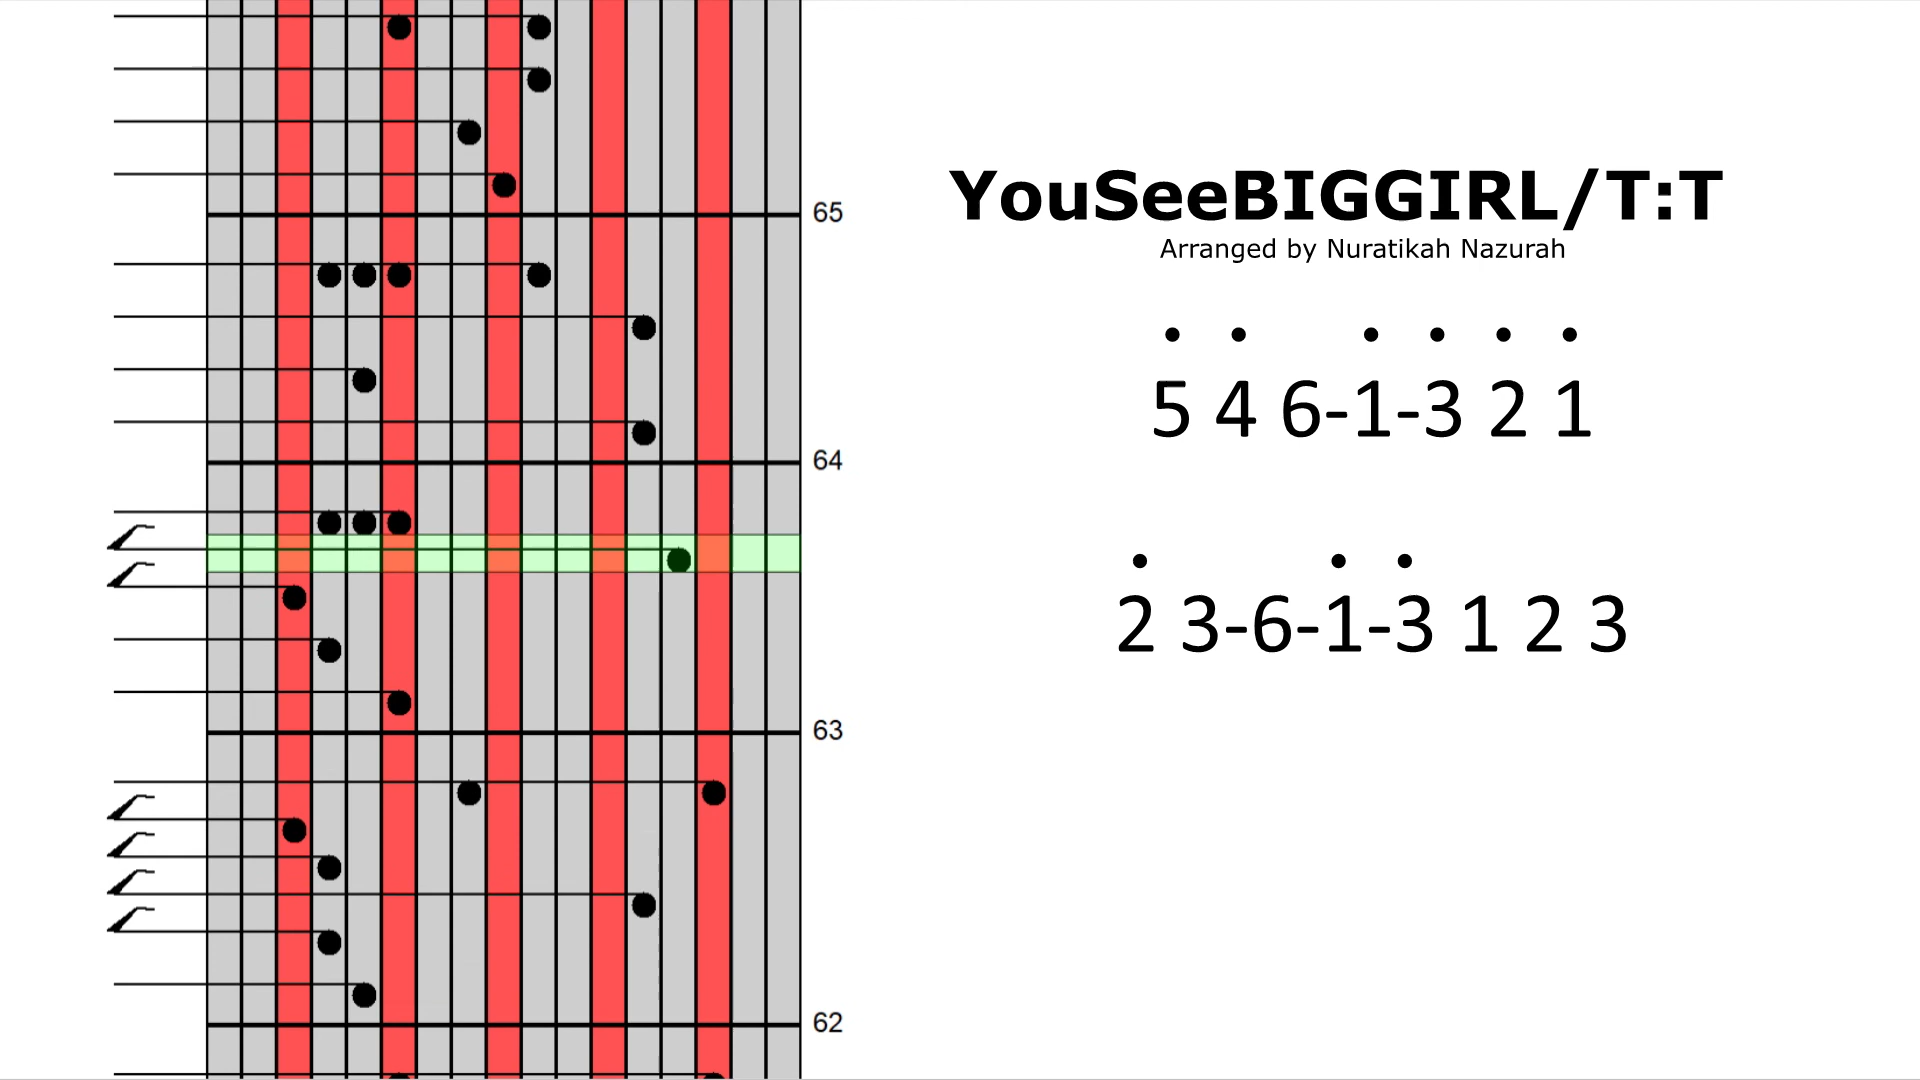 65
64
63
62
YouSeeBIGGIRL/T:T
Arranged by Nuratikah Nazurah
5̇ 4̇ 6-1̇-3̇ 2̇ 1̇
2̇ 3-6-1̇-3̇ 1 2 3